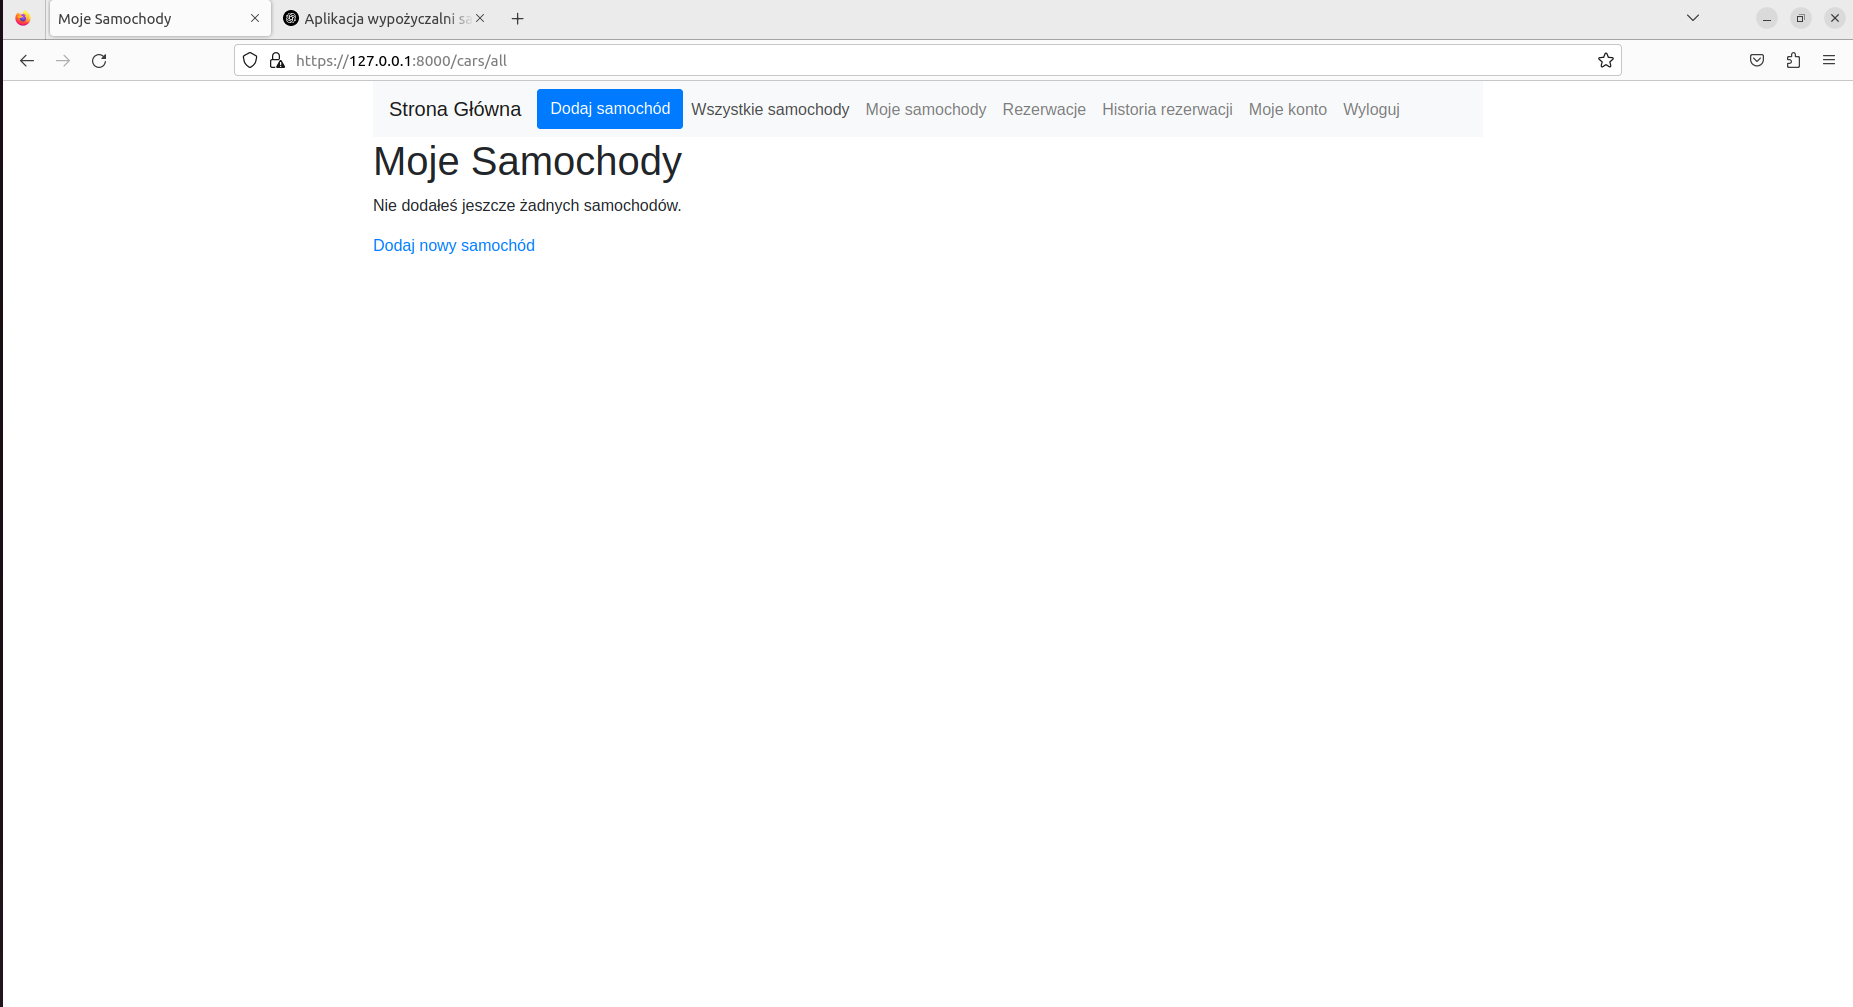 Moje Samochody
Aplikacja wypożyczalni sa
https://127.0.0.1:8000/cars/all
Strona Główna Dodaj samochód Wszystkie samochody Moje samochody Rezerwacje Historia rezerwacji Moje konto Wyloguj
Moje Samochody
Nie dodałeś jeszcze żadnych samochodów.
Dodaj nowy samochód